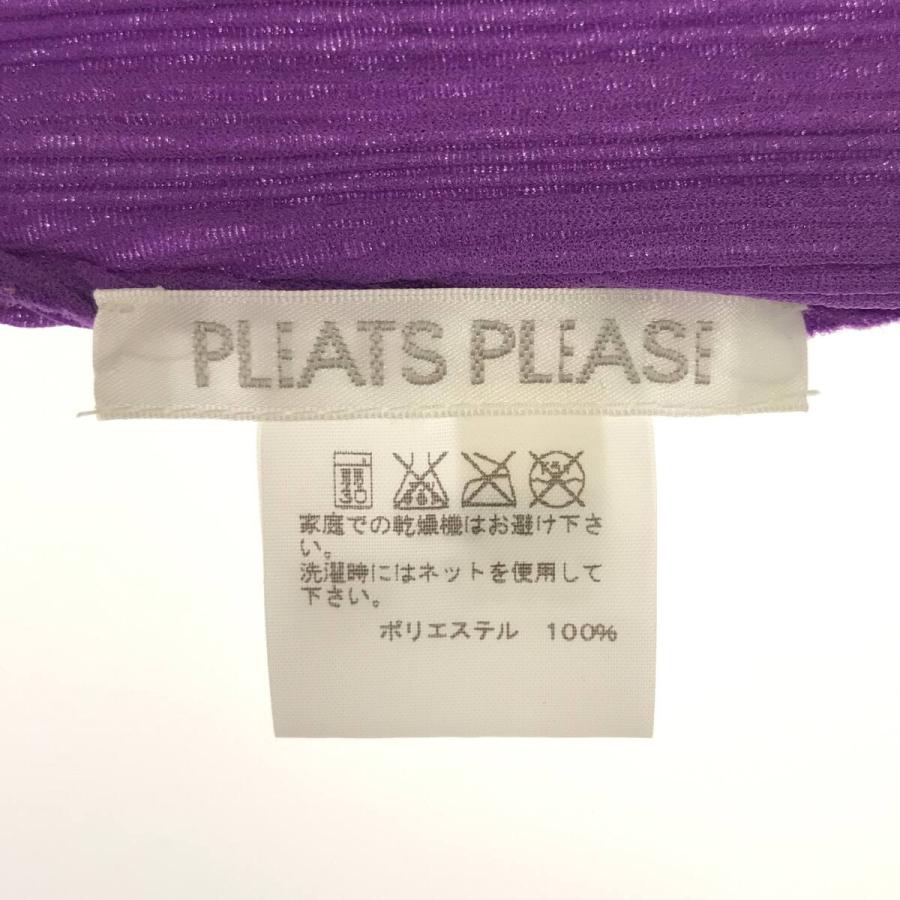 PLEATS PLEASE
弱
30
家庭での乾燥機はお避け下さ
い。
洗濯時にはネットを使用して
下さい。
ポリエステル 100%